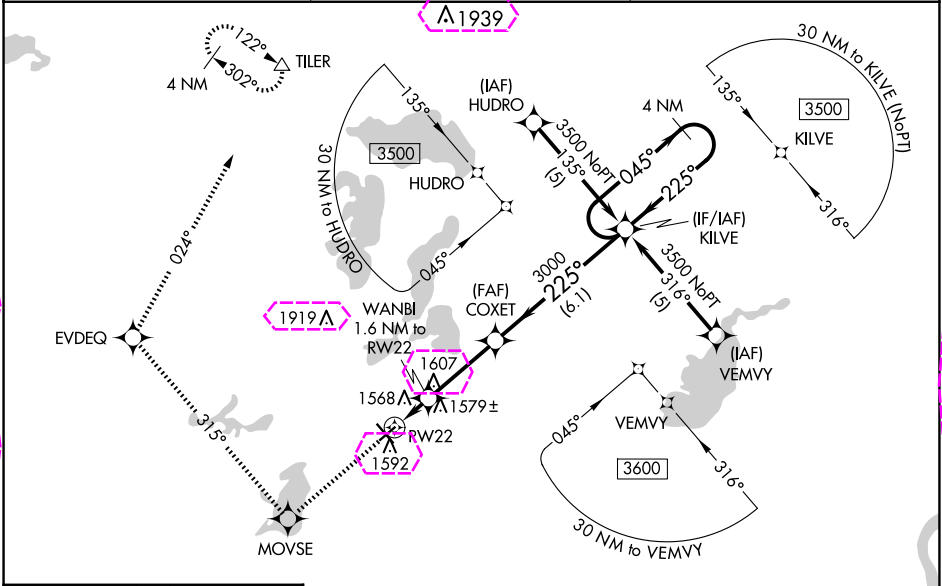 1939
122°
302°
4 NM
TILER
(IAF)
HUDRO
3500 NoPT
135°
(5)
4 NM
045°
225°
(IF/IAF)
KILVE
30 NM to KILVE (NoPT)
135°
3500
KILVE
316°
135°
3500
HUDRO
045°
30 NM to HUDRO
024°
3000
225°
(6.1)
3500 NoPT
316°
(5)
(IAF)
VEMVY
(FAF)
COXET
1919
WANBI
1.6 NM to
RW22
EVDEQ
1607
1568
1579±
RW22
1592
315°
MOVSE
VEMVY
045°
3600
316°
30 NM to VEMVY